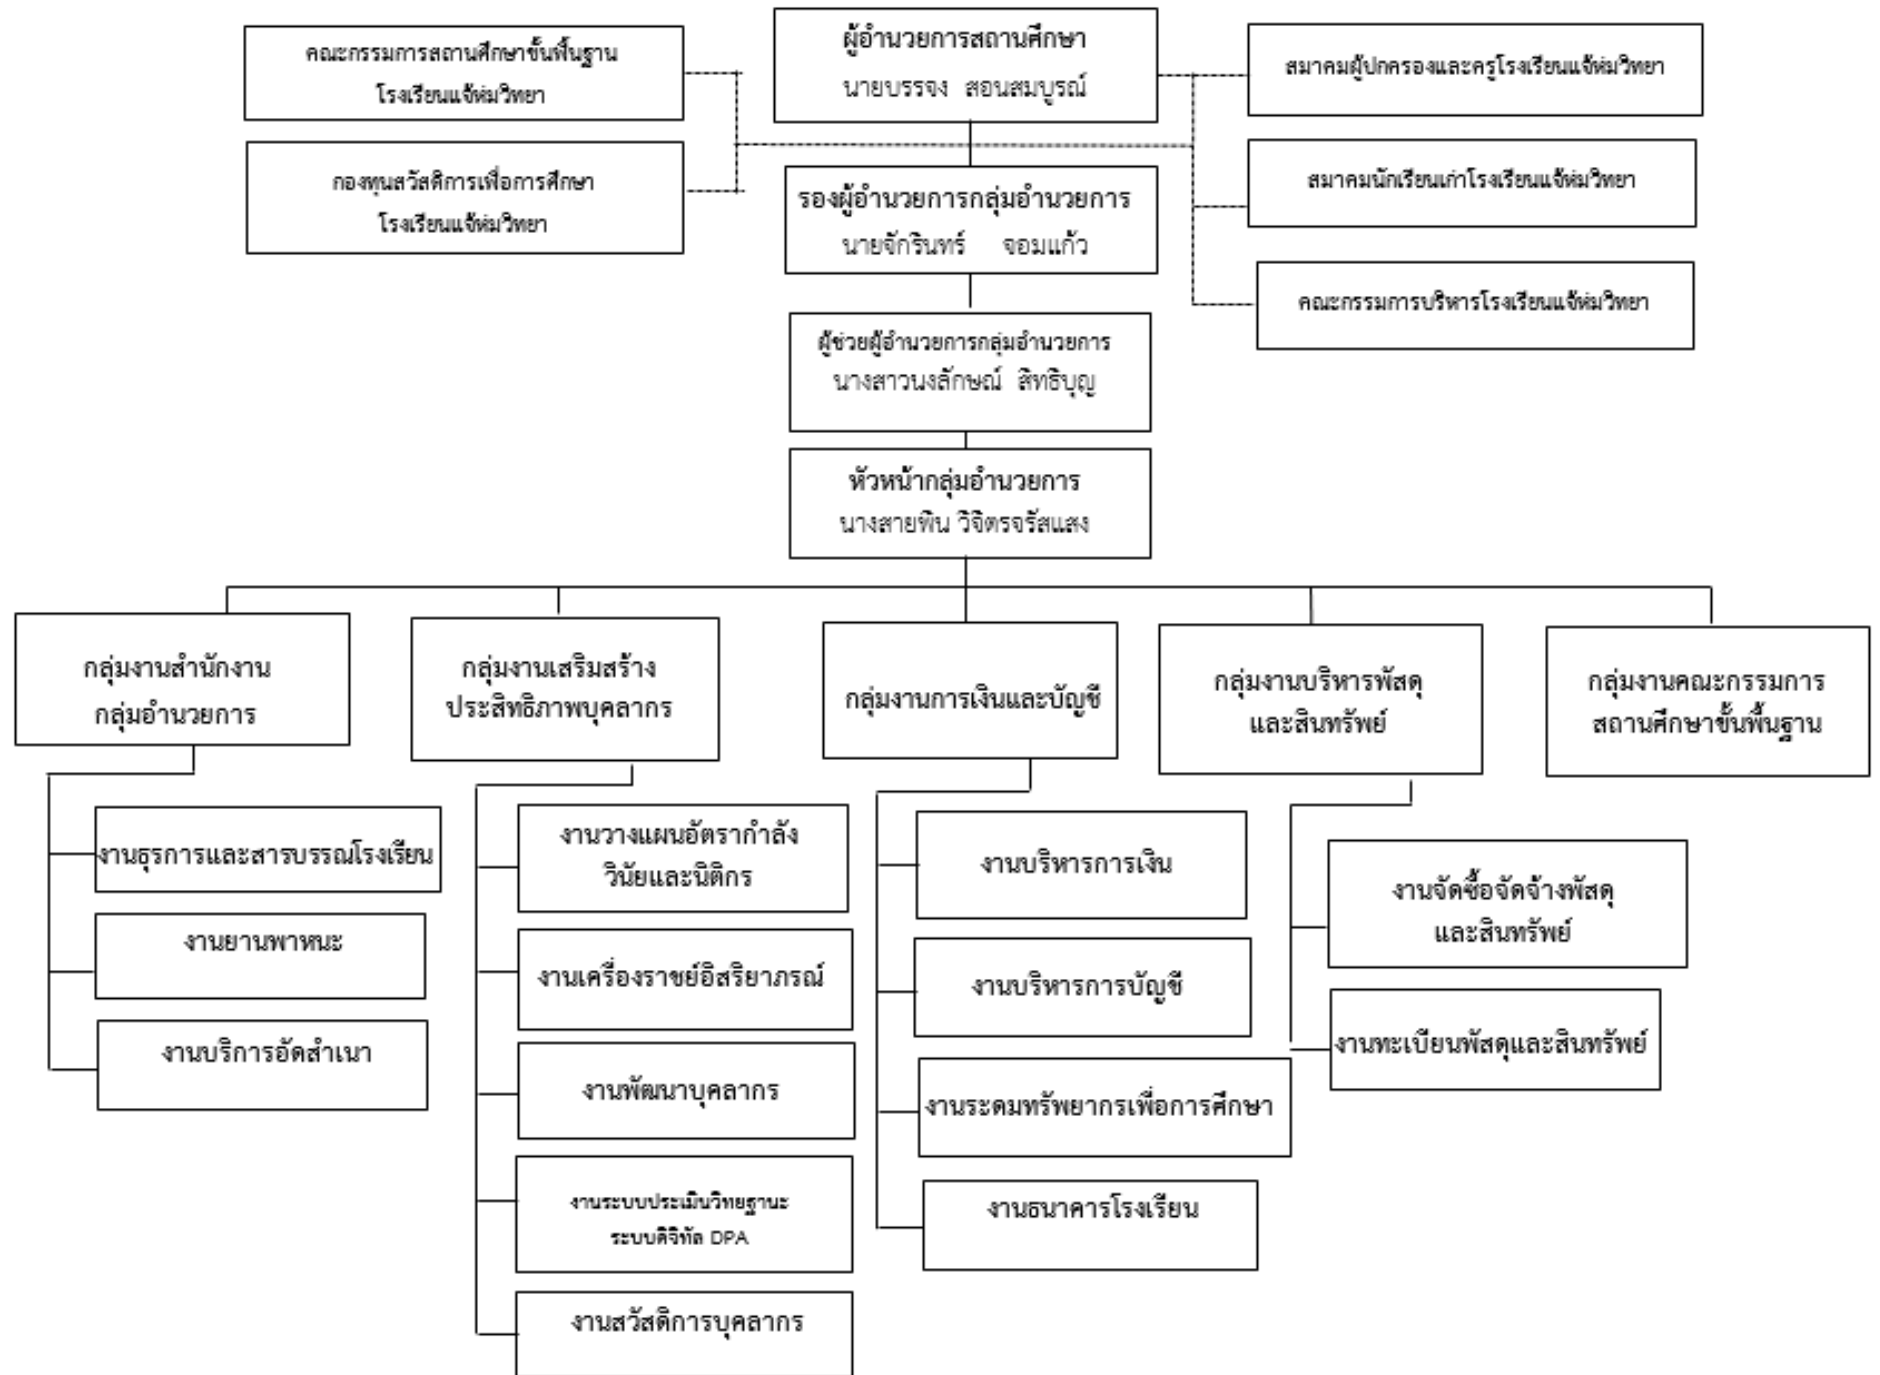 ผู้อำนวยการสถานศึกษา
นายบรรจง สอนสมบูรณ์
คณะกรรมการสถานศึกษาขั้นพื้นฐาน
โรงเรียนแจ้ห่มวิทยา
สมาคมผู้ปกครองและครูโรงเรียนแจ้ห่มวิทยา
กองทุนสวัสดิการเพื่อการศึกษา
โรงเรียนแจ้ห่มวิทยา
รองผู้อำนวยการกลุ่มอำนวยการ
นายจักรินทร์ จอมแก้ว
สมาคมนักเรียนเก่าโรงเรียนแจ้ห่มวิทยา
คณะกรรมการบริหารโรงเรียนแจ้ห่มวิทยา
ผู้ช่วยผู้อำนวยการกลุ่มอำนวยการ
นางสาวนงลักษณ์ สิทธิบุญ
หัวหน้ากลุ่มอำนวยการ
นางสายพิน วิจิตรจรัสแสง
กลุ่มงานสำนักงาน
กลุ่มอำนวยการ
งานธุรการและสารบรรณโรงเรียน
งานยานพาหนะ
งานบริการอัดสำเนา
กลุ่มงานเสริมสร้าง
ประสิทธิภาพบุคลากร
งานวางแผนอัตรากำลัง
วินัยและนิติกร
งานเครื่องราชย์อิสริยาภรณ์
งานพัฒนาบุคลากร
งานระบบประเมินวิทยฐานะ
ระบบดิจิทัล DPA
งานสวัสดิการบุคลากร
กลุ่มงานการเงินและบัญชี
งานบริหารการเงิน
งานบริหารการบัญชี
งานระดมทรัพยากรเพื่อการศึกษา
งานธนาคารโรงเรียน
กลุ่มงานบริหารพัสดุ
และสินทรัพย์
งานจัดซื้อจัดจ้างพัสดุ
และสินทรัพย์
งานทะเบียนพัสดุและสินทรัพย์
กลุ่มงานคณะกรรมการ
สถานศึกษาขั้นพื้นฐาน